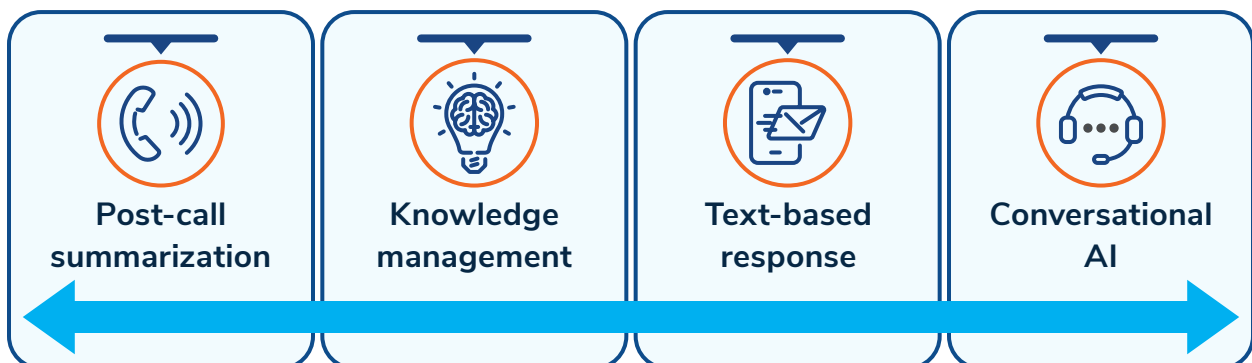 Post-call
summarization
Knowledge
management
Text-based
response
Conversational
AI